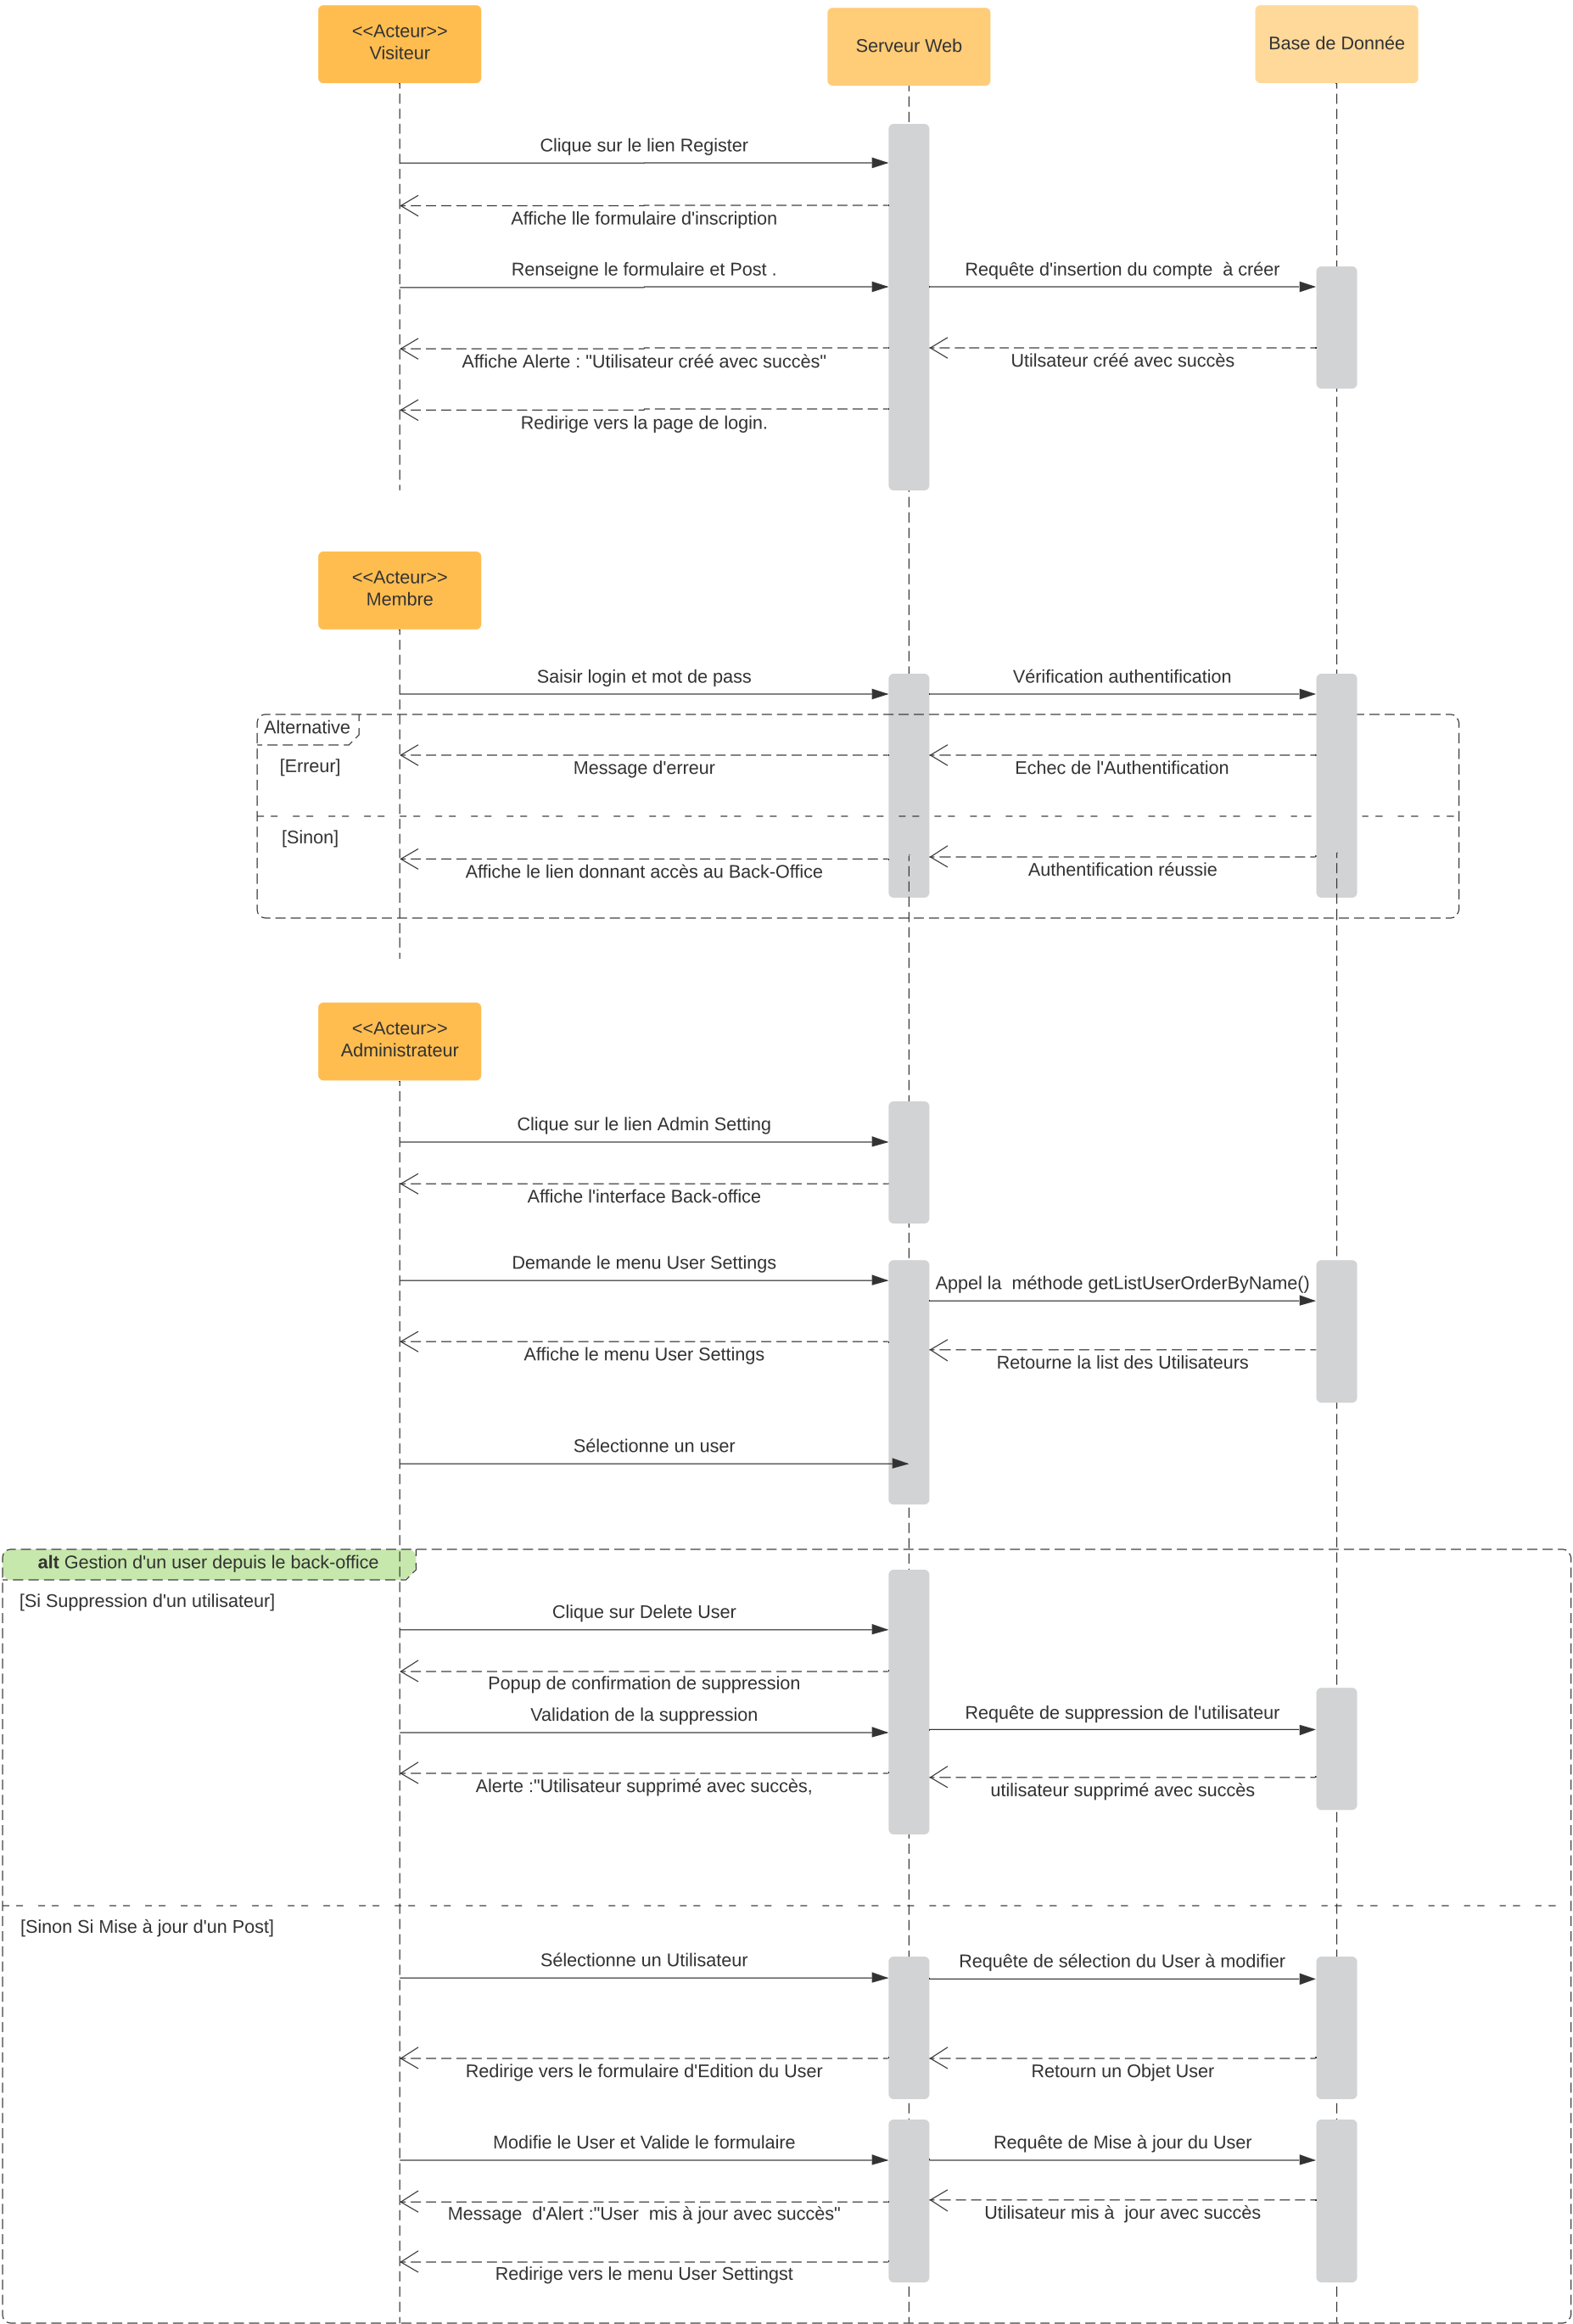 <<Acteur>>
Visiteur
Serveur Web
Base de Donnée
Clique sur le lien Register
Affiche lle formulaire d'inscription
Renseigne le formulaire et Post .
Requête d'insertion du compte  à créer
Affiche Alerte : "Utilisateur créé avec succès"
Utilsateur créé avec succès
Redirige vers la page de login.
<<Acteur>>
Membre
Saisir login et mot de pass
Vérification authentification
Alternative
[Erreur]
Message d'erreur
Echec de l'Authentification
[Sinon]
Affiche le lien donnant accès au Back-Office
Authentification réussie
<<Acteur>>
Administrateur
Clique sur le lien Admin Setting
Affiche l'interface Back-office
Demande le menu User Settings
Appel la  méthode getListUserOrderByName()
Affiche le menu User Settings
Retourne la list des Utilisateurs
Sélectionne un user
alt Gestion d'un user depuis le back-office
[Si Suppression d'un utilisateur]
Clique sur Delete User
Popup de confirmation de suppression
Validation de la suppression
Requête de suppression de l'utilisateur
Alerte :"Utilisateur supprimé avec succès,
utilisateur supprimé avec succès
[Sinon Si Mise à jour d'un Post]
Sélectionne un Utilisateur
Requête de sélection du User à modifier
Redirige vers le formulaire d'Edition du User
Retourn un Objet User
Modifie le User et Valide le formulaire
Requête de Mise à jour du User
Message  d'Alert :"User  mis à jour avec succès"
Utilisateur mis à  jour avec succès
Redirige vers le menu User Settingst